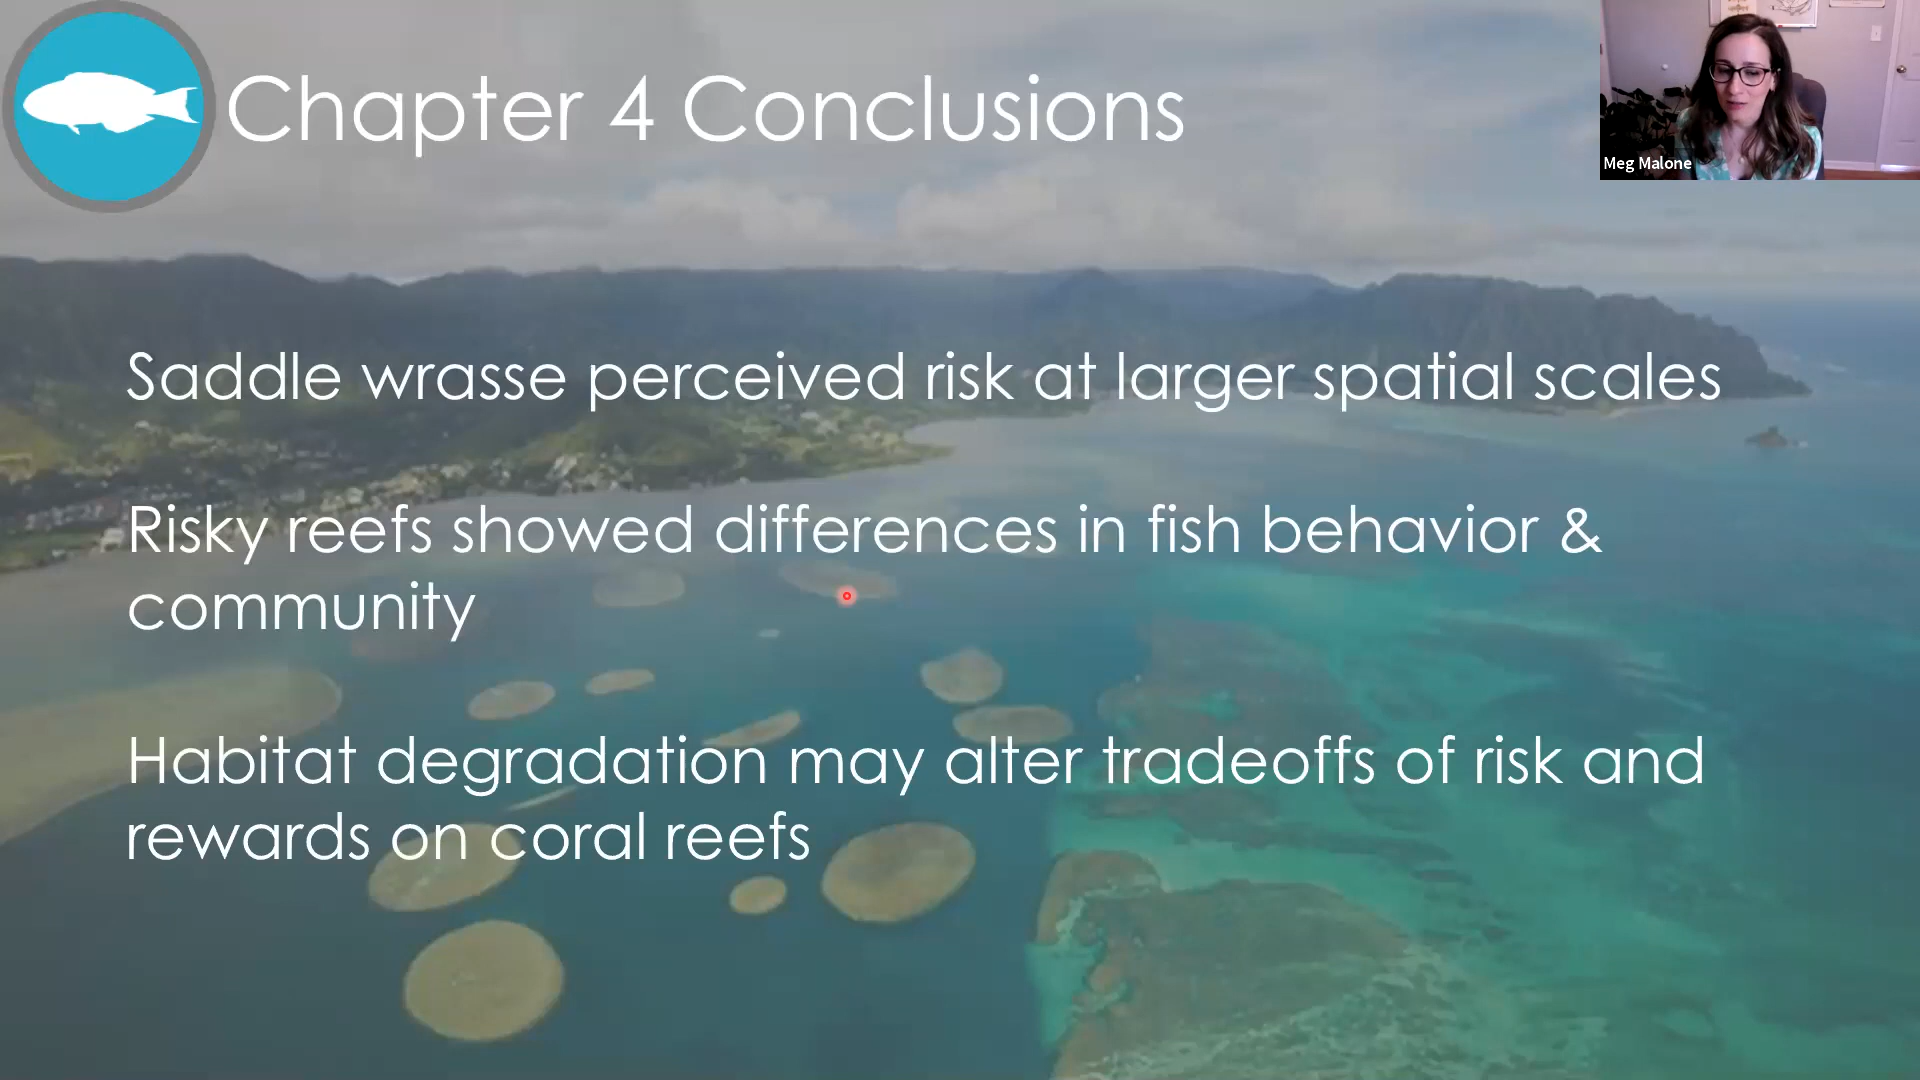 Chapter 4 Conclusions
Meg Malone
Saddle wrasse perceived risk at larger spatial scales
Risky reefs showed differences in fish behavior &
community
Habitat degradation may alter tradeoffs of risk and
rewards on coral reefs